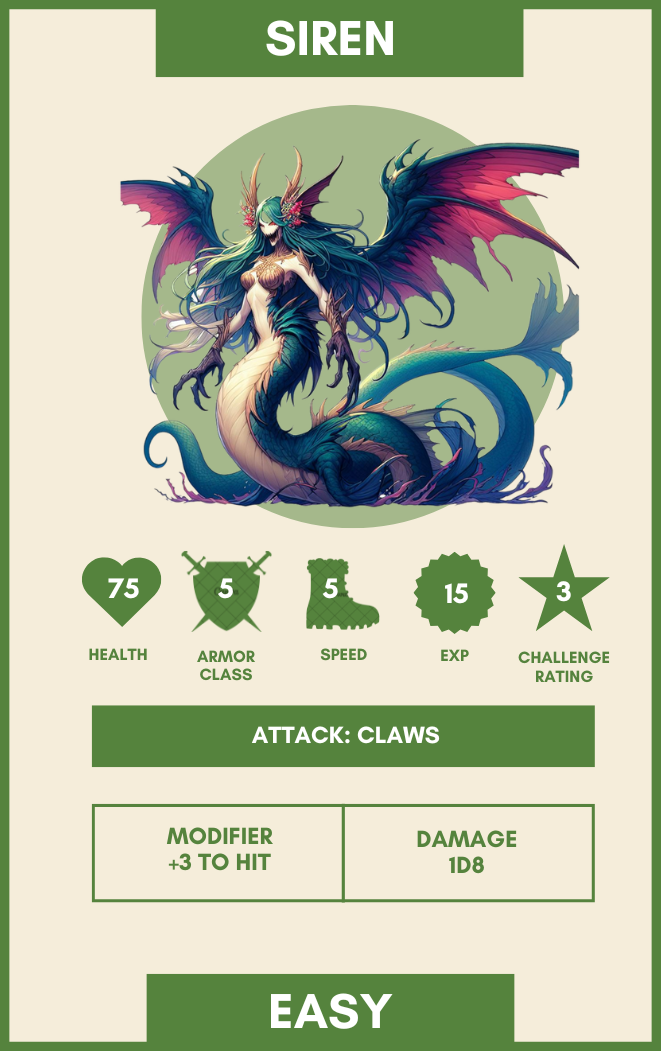 SIREN
75
5
5
15
3
HEALTH
ARMOR
CLASS
SPEED
EXP
CHALLENGE
RATING
ATTACK: CLAWS
MODIFIER
+3 TO HIT
DAMAGE
1D8
EASY